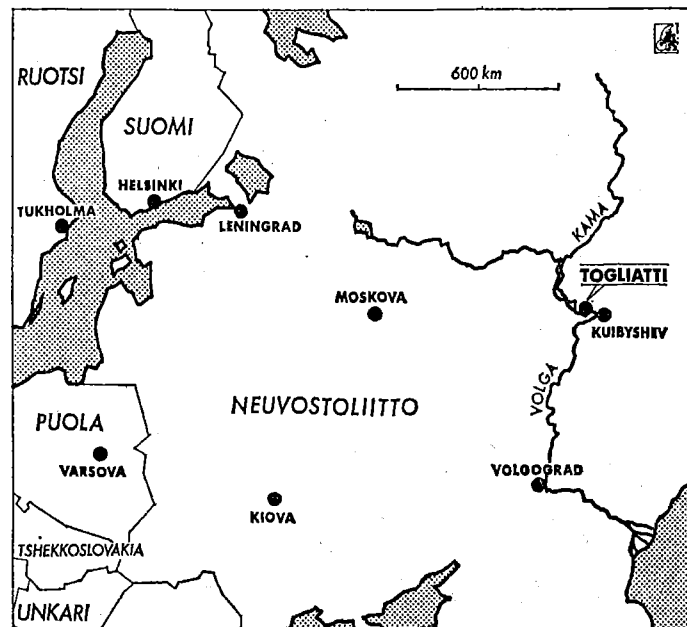 600 km
RUOTSI
SUOMI
HELSINKI
TUKHOLMA
LENINGRAD
KAMA
TOGLIATTI
MOSKOVA
KUIBYSHEV
VOLGA
NEUVOSTOLIITTO
PUOLA
VARSOVA
VOLGOGRAD
KIOVA
TSHEKKOSLOVAKIA
UNKARI